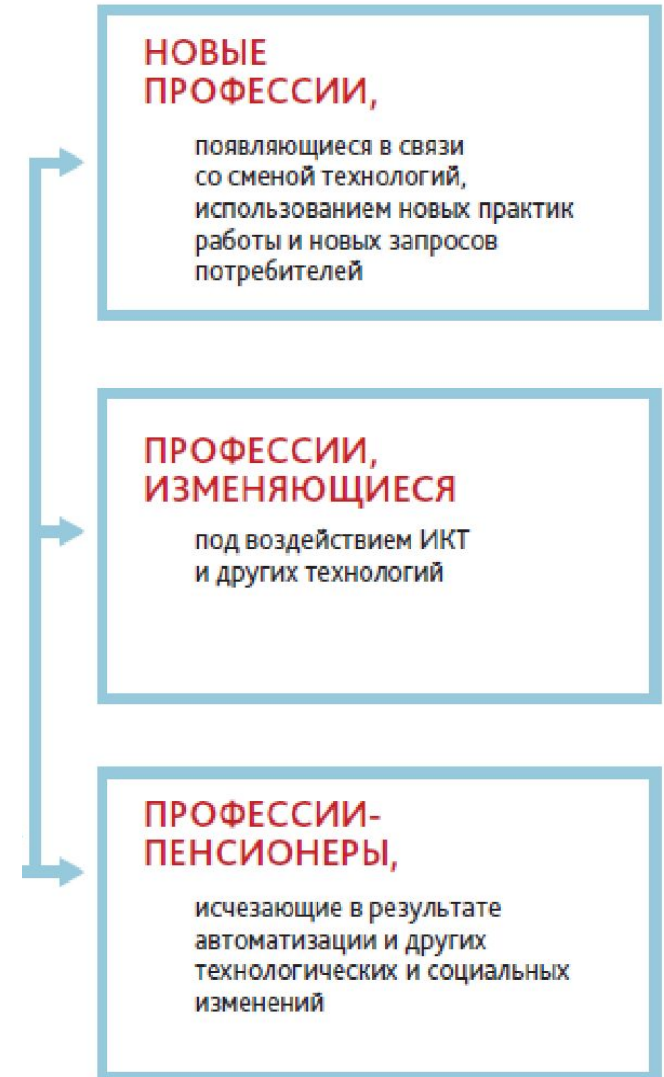 НОВЫЕ
ПРОФЕССИИ,
появляющиеся в связи
со сменой технологий,
использованием новых практик
работы и новых запросов
потребителей
ПРОФЕССИИ,
ИЗМЕНЯЮЩИЕСЯ
под воздействием ИКТ
и других технологий
ПРОФЕССИИ-
ПЕНСИОНЕРЫ,
исчезающие в результате
автоматизации и других
технологических и социальных
изменений